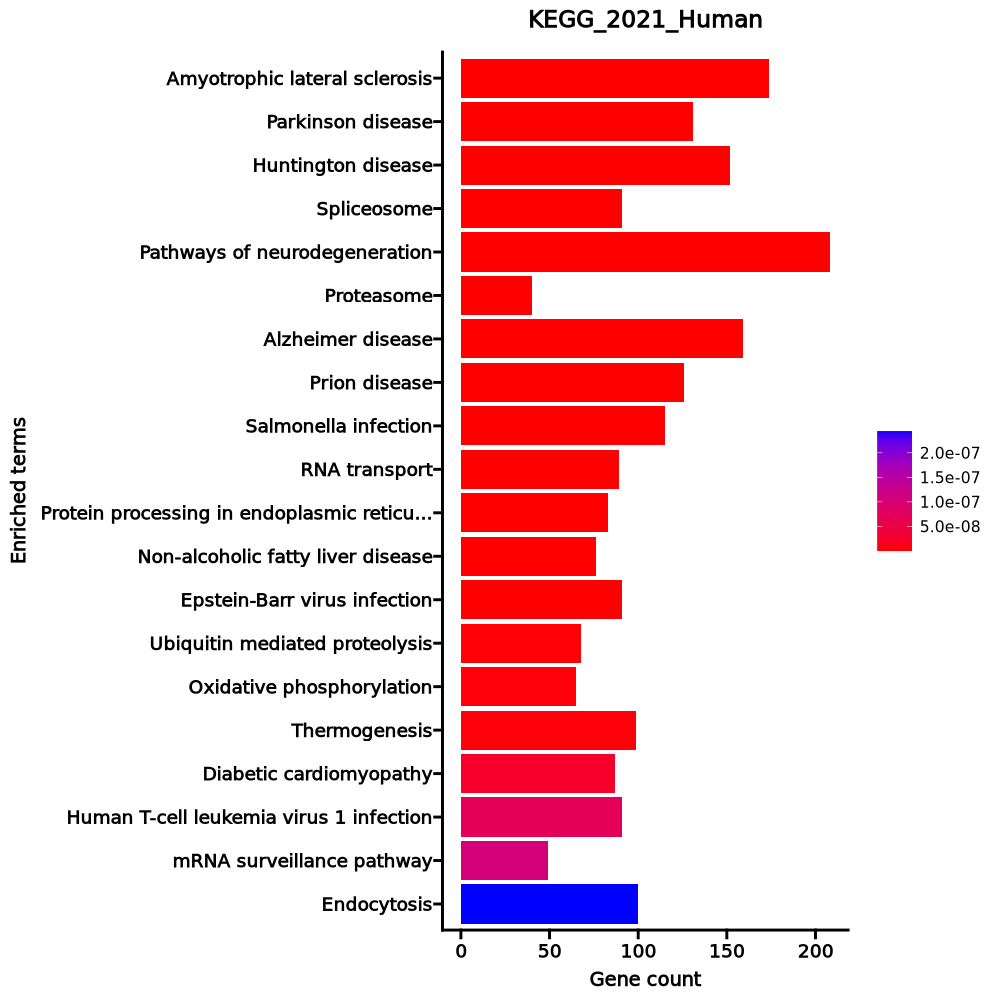 KEGG_2021_Human
Enriched terms
Amyotrophic lateral sclerosis
Parkinson disease
Huntington disease
Spliceosome
Pathways of neurodegeneration
Proteasome
Alzheimer disease
Prion disease
Salmonella infection
RNA transport
Protein processing in endoplasmic reticu...
Non-alcoholic fatty liver disease
Epstein-Barr virus infection
Ubiquitin mediated proteolysis
Oxidative phosphorylation
Thermogenesis
Diabetic cardiomyopathy
Human T-cell leukemia virus 1 infection
mRNA surveillance pathway
Endocytosis
0 50 100 150 200
Gene count
2.0e-07
1.5e-07
1.0e-07
5.0e-08